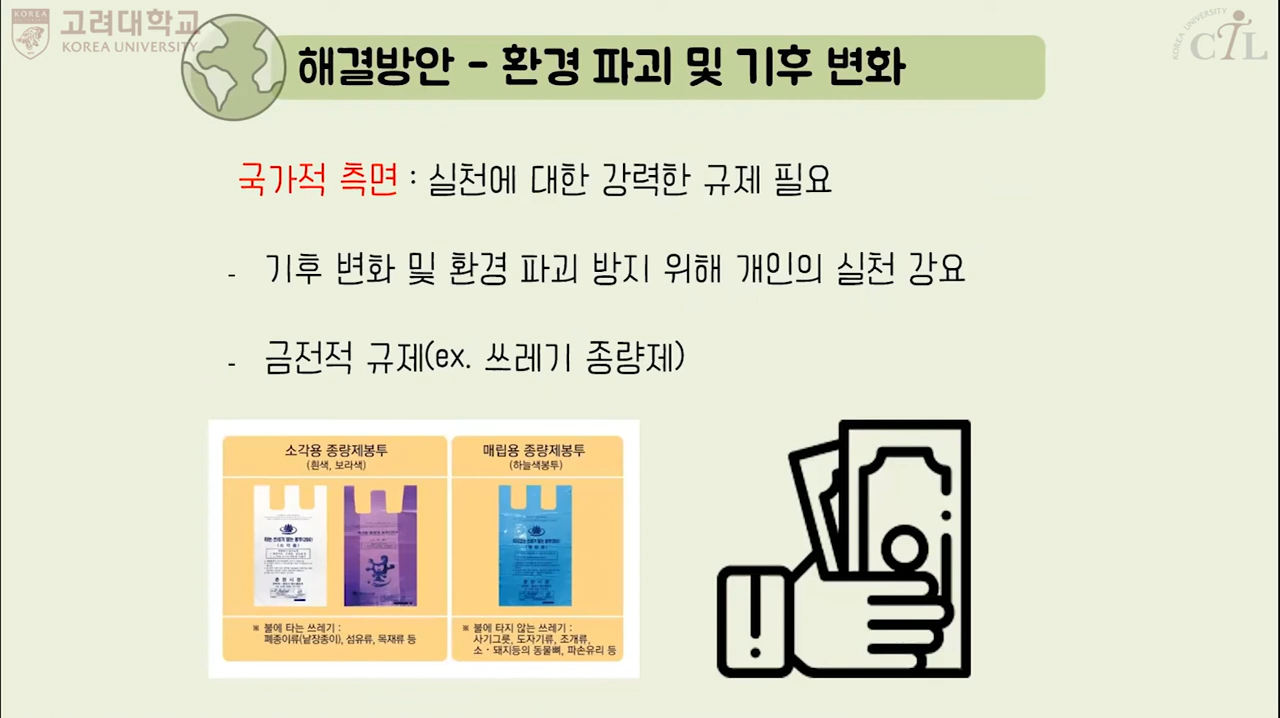 KOREA
고려대학교
KOREA UNIVERSITY
KOREA UNIVERSITY
CTL
해결방안 - 환경 파괴 및 기후 변화
국가적 측면 : 실천에 대한 강력한 규제 필요
- 기후 변화 및 환경 파괴 방지 위해 개인의 실천 강요
- 금전적 규제(ex. 쓰레기 종량제)
소각용 종량제봉투
(흰색, 보라색)
매립용 종량제봉투
(하늘색봉투)
※ 불에 타는 쓰레기 :
폐종이류(낱장종이), 섬유류, 목재류 등
※ 불에 타지 않는 쓰레기 :
사기그릇, 도자기류, 조개류,
소 · 돼지등의 동물뼈, 파손유리 등